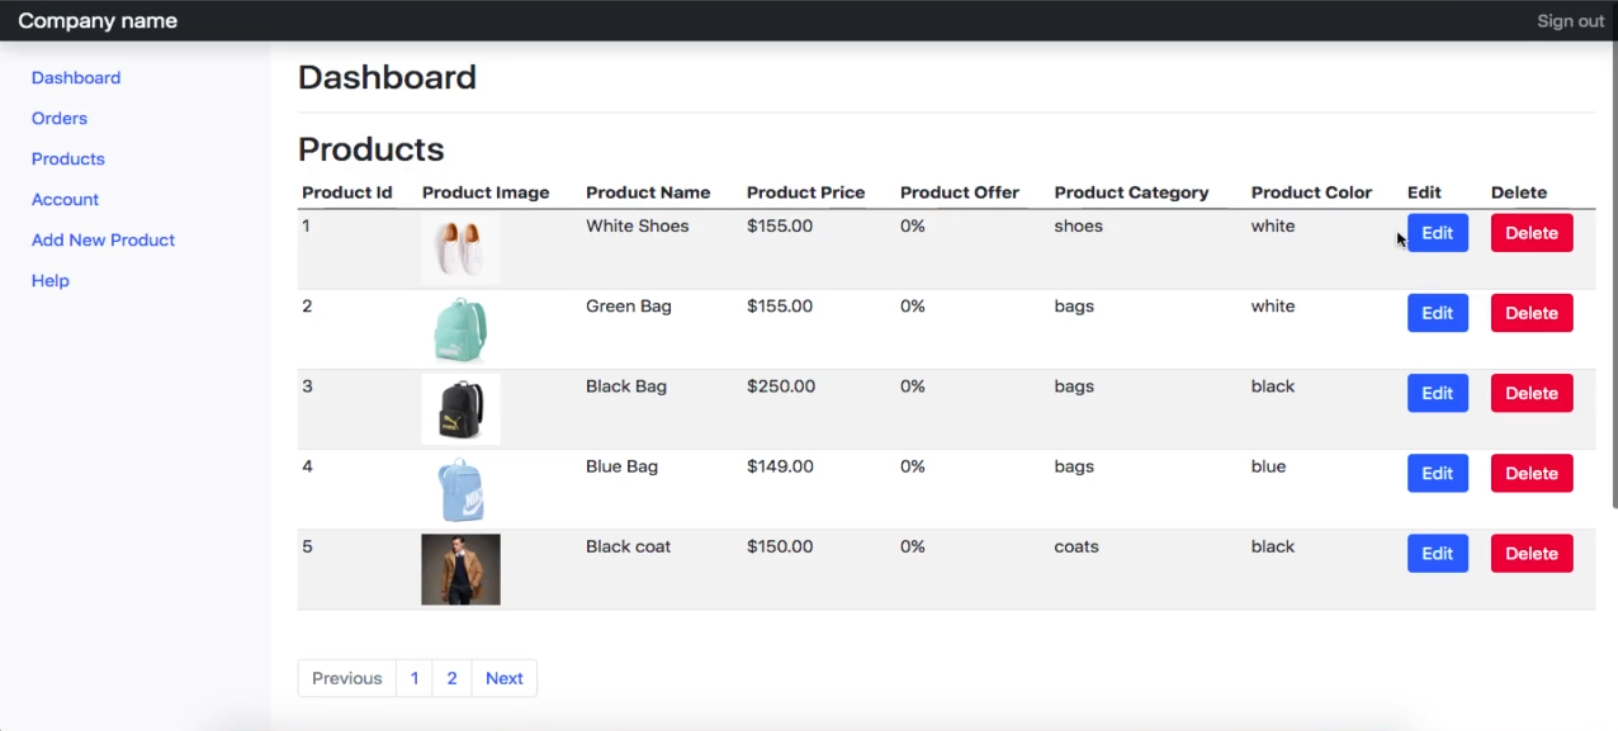 Company name Sign out
Dashboard
Orders
Products
Account
Add New Product
Help
Dashboard
Products
Product Id Product Image Product Name Product Price Product Offer Product Category Product Color Edit Delete
1 White Shoes $155.00 0% shoes white Edit Delete
2 Green Bag $155.00 0% bags white Edit Delete
3 Black Bag $250.00 0% bags black Edit Delete
4 Blue Bag $149.00 0% bags blue Edit Delete
5 Black coat $150.00 0% coats black Edit Delete
Previous 1 2 Next